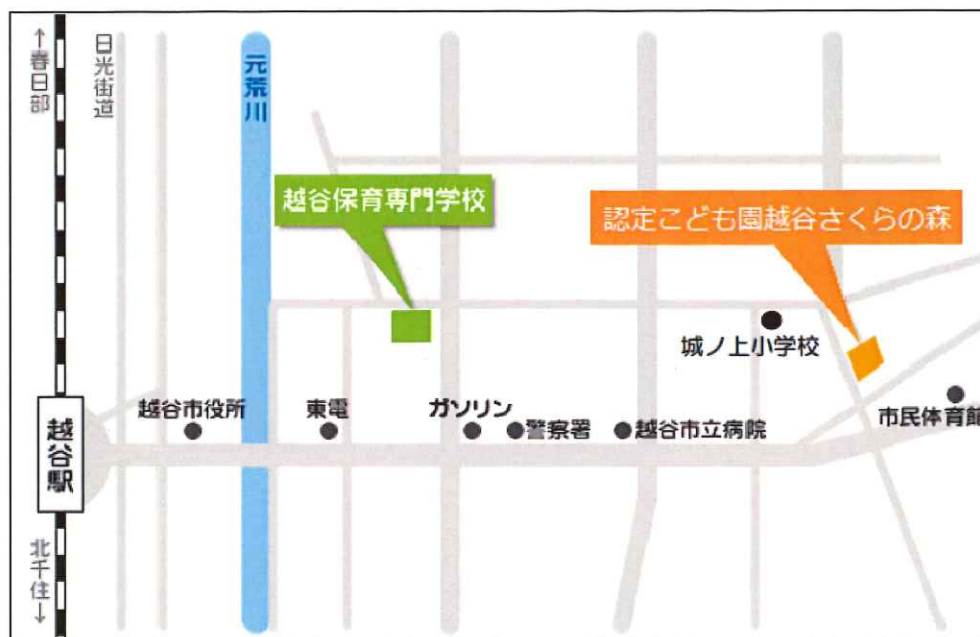 ↑春日部
日光街道
元荒川
越谷保育専門学校
認定こども園越谷さくらの森
城ノ上小学校
越谷市役所
東電
ガソリン
警察署
越谷市立病院
市民体育館
越谷駅
北千住↓